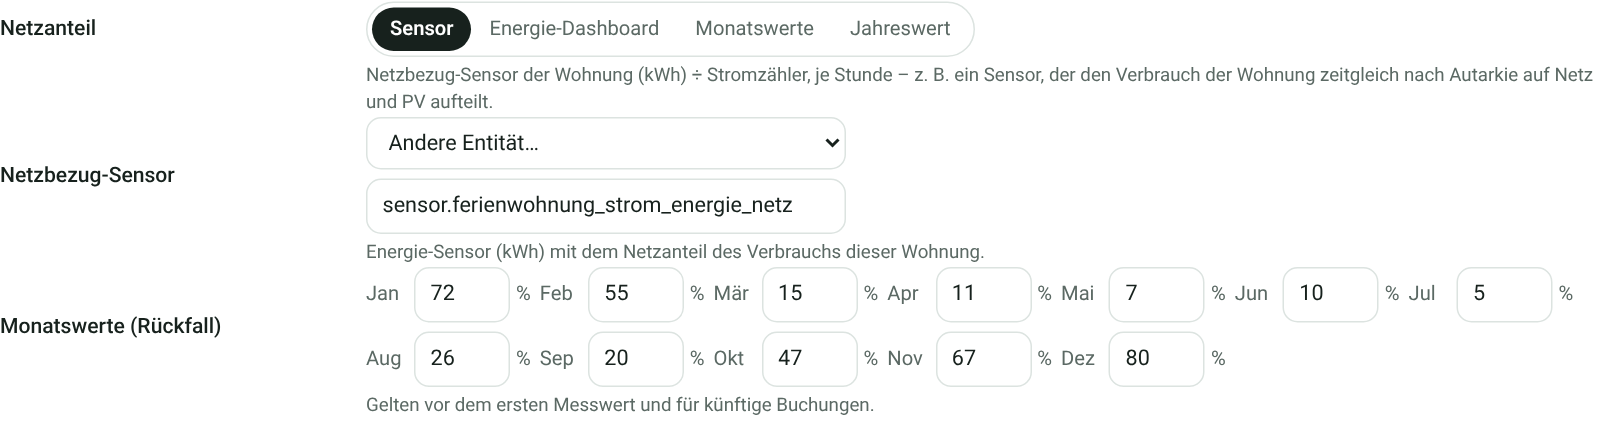 Netzanteil
Sensor Energie-Dashboard Monatswerte Jahreswert
Netzbezug-Sensor der Wohnung (kWh) ÷ Stromzähler, je Stunde – z. B. ein Sensor, der den Verbrauch der Wohnung zeitgleich nach Autarkie auf Netz
und PV aufteilt.
Netzbezug-Sensor
Andere Entität…
sensor.ferienwohnung_strom_energie_netz
Energie-Sensor (kWh) mit dem Netzanteil des Verbrauchs dieser Wohnung.
Monatswerte (Rückfall)
Jan 72 % Feb 55 % Mär 15 % Apr 11 % Mai 7 % Jun 10 % Jul 5 %
Aug 26 % Sep 20 % Okt 47 % Nov 67 % Dez 80 %
Gelten vor dem ersten Messwert und für künftige Buchungen.